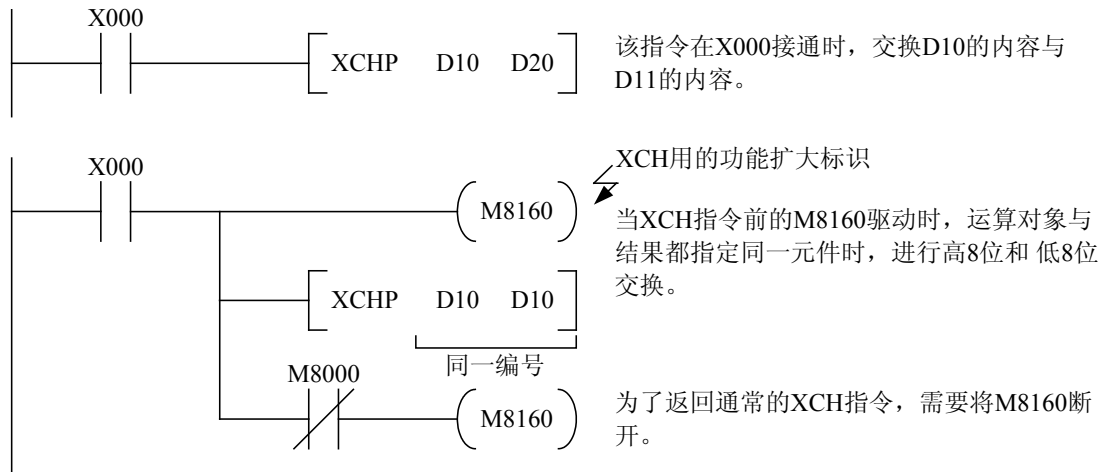 X000
XCHP D10 D20
该指令在X000接通时，交换D10的内容与
D11的内容。
X000
M8160
XCH用的功能扩大标识
当XCH指令前的M8160驱动时，运算对象与
结果都指定同一元件时，进行高8位和 低8位
交换。
XCHP D10 D10
同一编号
M8000
M8160
为了返回通常的XCH指令，需要将M8160断
开。